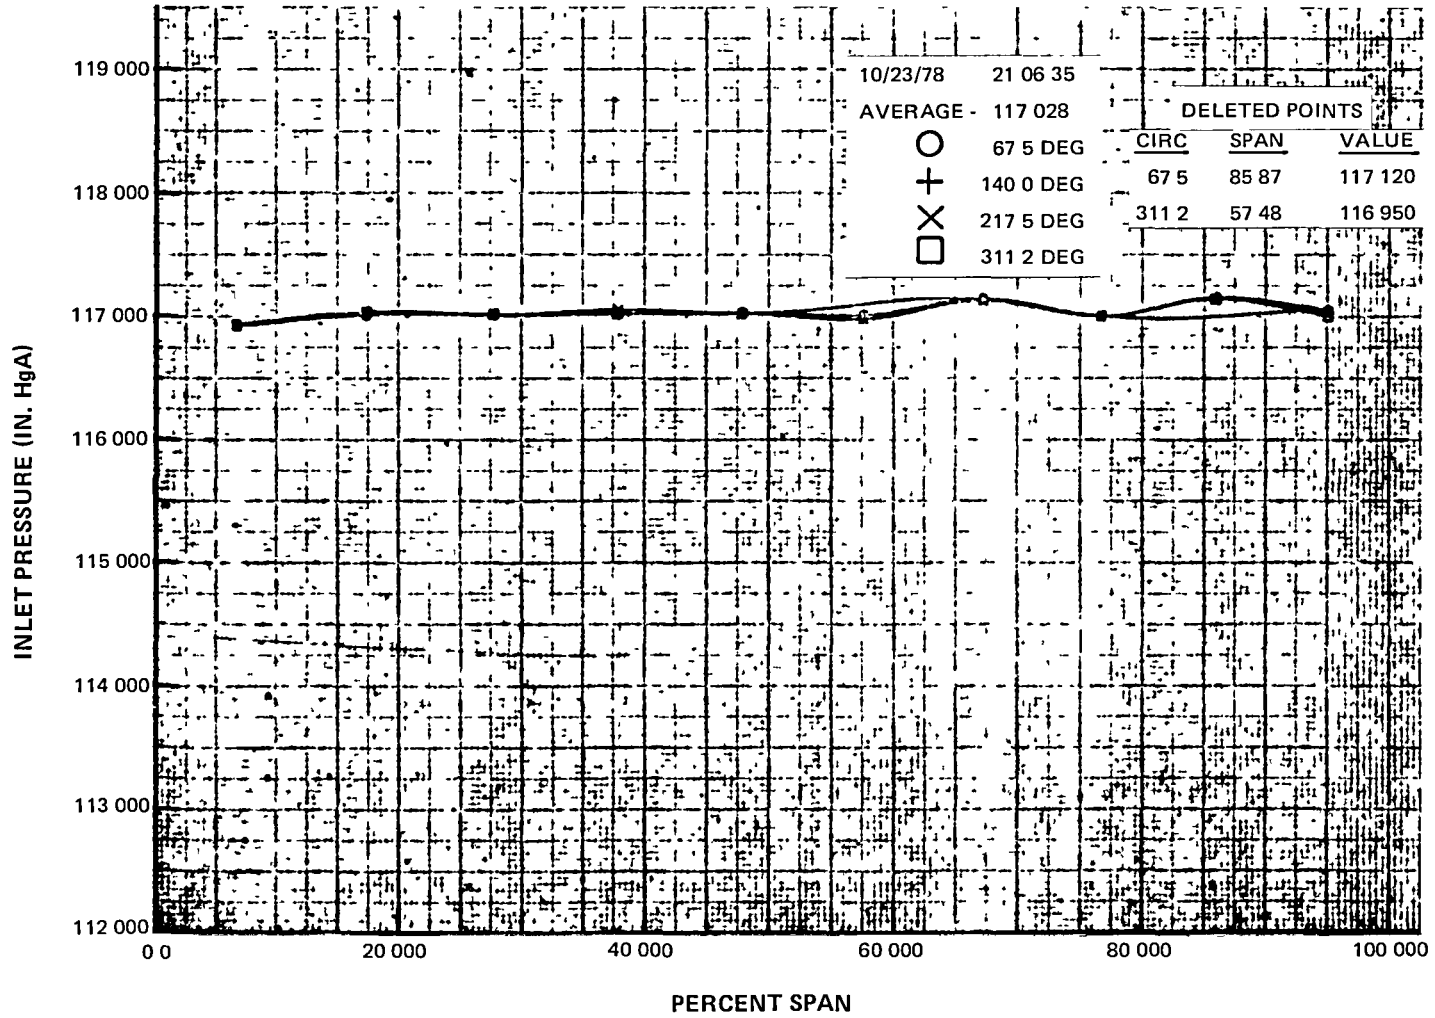 119 000
118 000
117 000
116 000
115 000
114 000
113 000
112 000
INLET PRESSURE (IN. HgA)
10/23/78 21 06 35
AVERAGE - 117 028
67 5 DEG
140 0 DEG
217 5 DEG
311 2 DEG
DELETED POINTS
CIRC SPAN VALUE
67 5 85 87 117 120
311 2 57 48 116 950
0 0 20 000 40 000 60 000 80 000 100 000
PERCENT SPAN